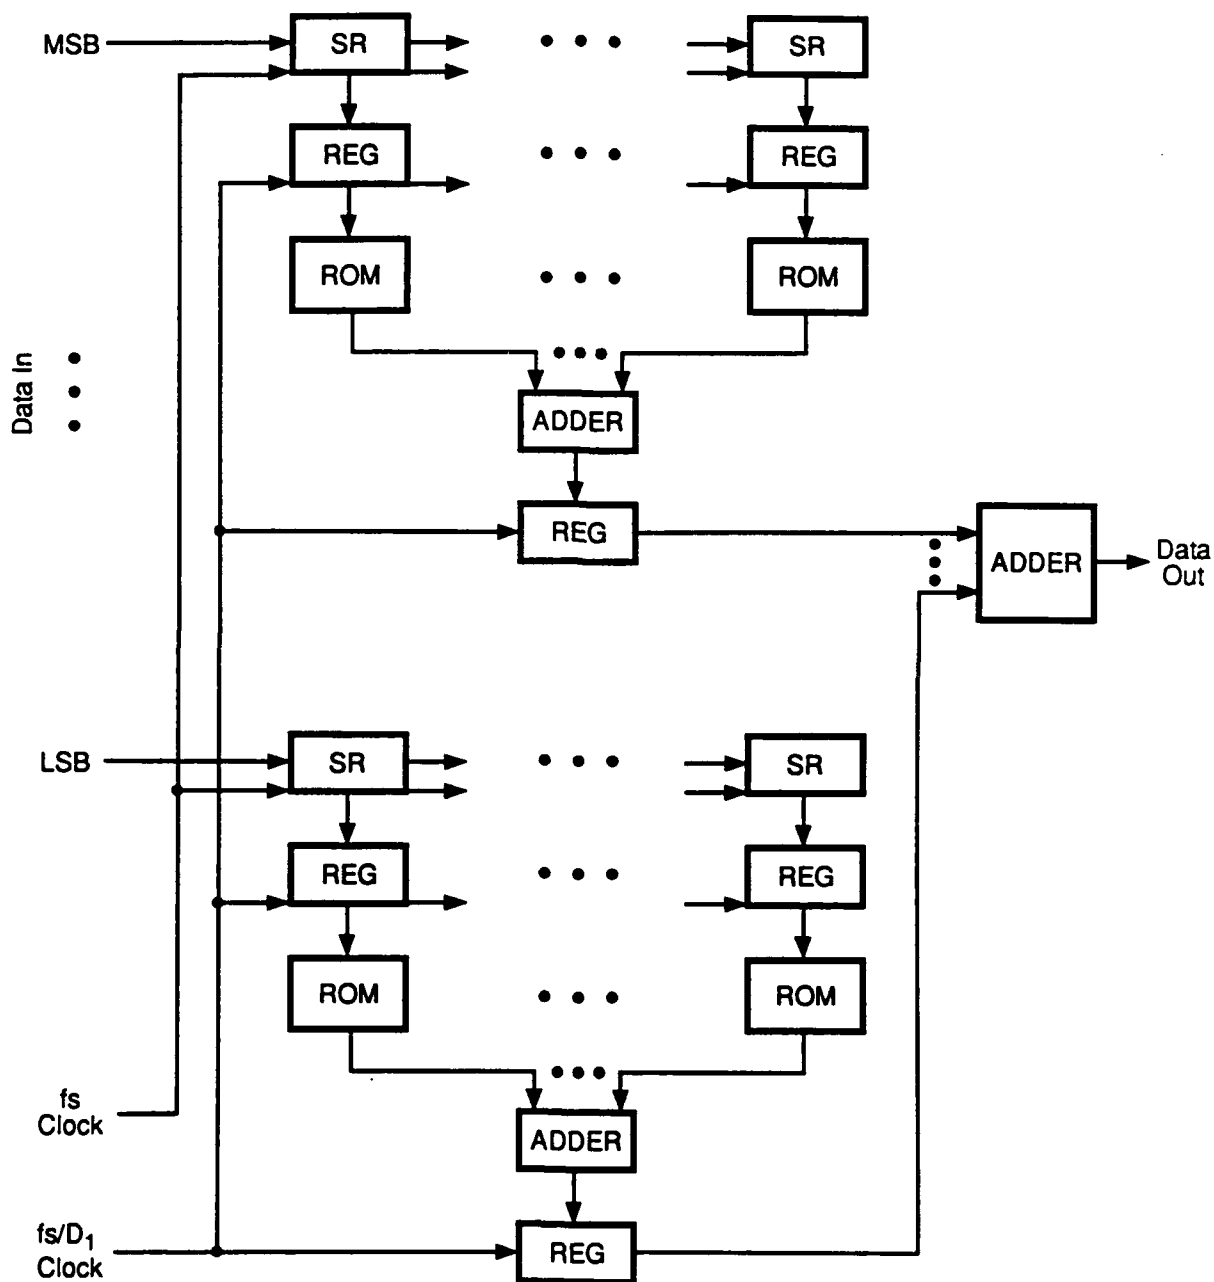 MSB
SR
SR
REG
REG
ROM
ROM
Data In
ADDER
REG
ADDER
Data
Out
LSB
SR
SR
REG
REG
ROM
ROM
fs
Clock
ADDER
fs/D₁
Clock
REG